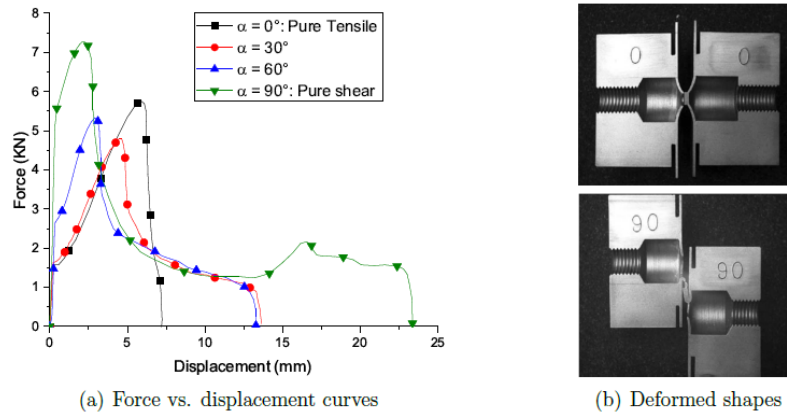 α = 0°: Pure Tensile
α = 30°
α = 60°
α = 90°: Pure shear
8
7
6
5
4
3
2
1
0
Force (KN)
0 5 10 15 20 25
Displacement (mm)
(a) Force vs. displacement curves
0 0
90
90
(b) Deformed shapes